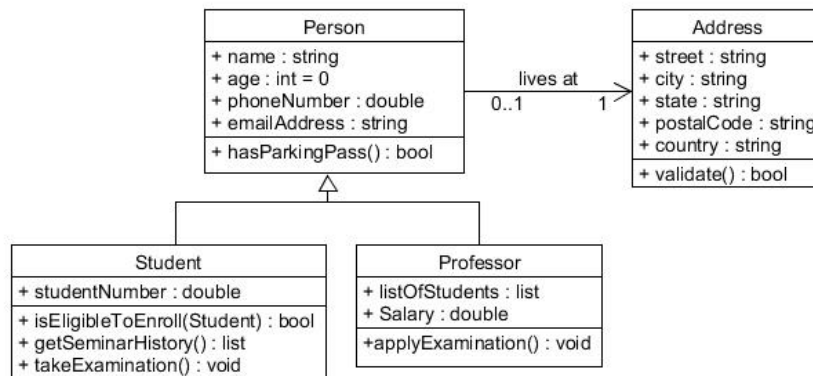 Person
+ name : string
+ age : int = 0
+ phoneNumber : double
+ emailAddress : string
+ hasParkingPass() : bool
lives at
0..1 1
Address
+ street : string
+ city : string
+ state : string
+ postalCode : string
+ country : string
+ validate() : bool
Student
+ studentNumber : double
+ isEligibleToEnroll(Student) : bool
+ getSeminarHistory() : list
+ takeExamination() : void
Professor
+ listOfStudents : list
+ Salary : double
+applyExamination() : void